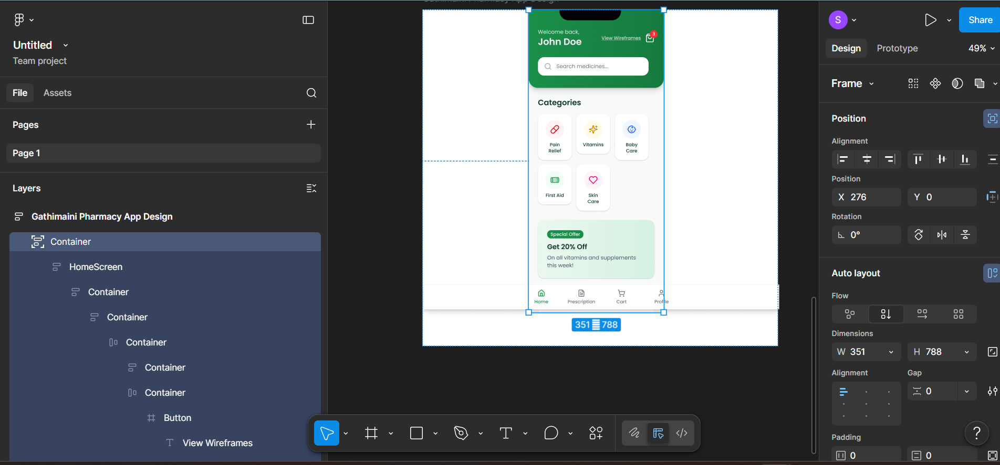 Untitled
Team project
File
Assets
Pages
Page 1
Layers
Gathimaini Pharmacy App Design
Container
HomeScreen
Container
Container
Container
Container
Container
Button
View Wireframes
Gathimaini Pharmacy App Design
Welcome back,
John Doe
View Wireframes
3
Search medicines...
Categories
Pain
Relief
Vitamins
Baby
Care
First Aid
Skin
Care
Special Offer
Get 20% Off
On all vitamins and supplements
this week!
Home
Prescription
Cart
Profile
351
788
S
Share
Design
Prototype
49%
Frame
Position
Alignment
Position
X 276
Y 0
Rotation
0°
Auto layout
Flow
Dimensions
W 351
H 788
Alignment
Gap
0
Padding
0
0
?